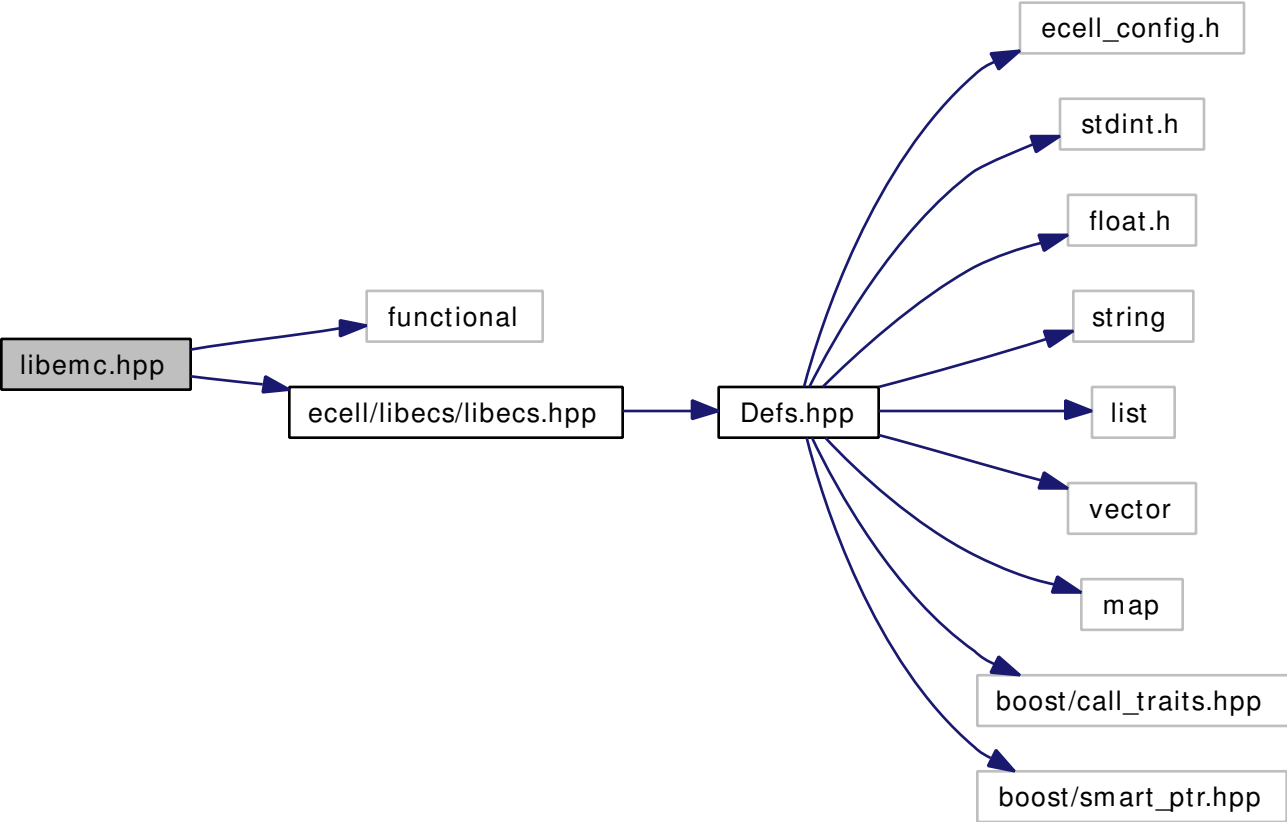 ecell_config.h
stdint.h
float.h
functional
string
libemc.hpp
ecell/libecs/libecs.hpp
Defs.hpp
list
vector
map
boost/call_traits.hpp
boost/smart_ptr.hpp